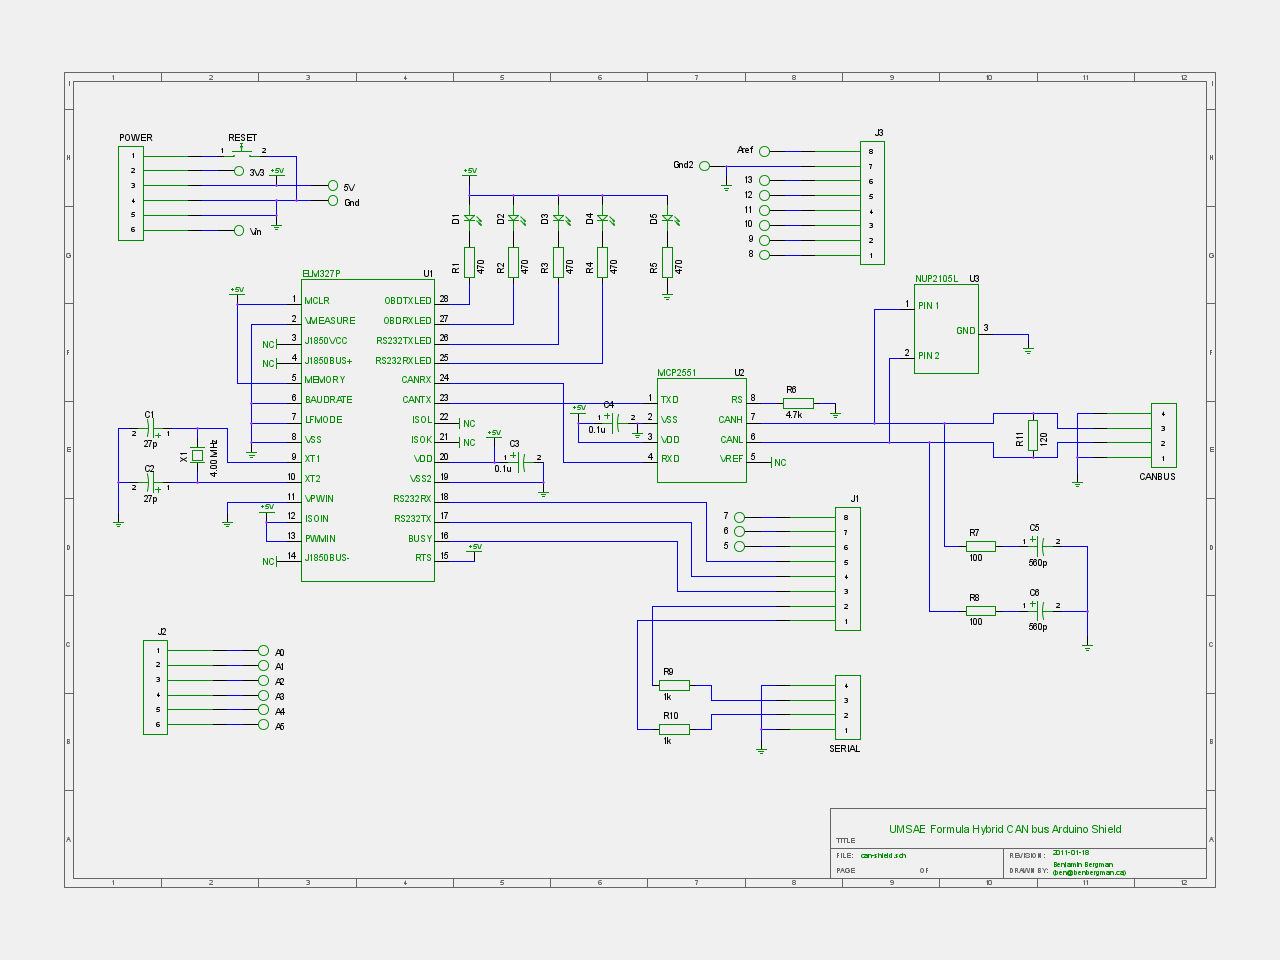 1 2 3 4 5 6 7 8 9 10 11 12
I I
H H
G G
F F
E E
D D
C C
B B
A A
POWER
1
2
3
4
5
6
RESET
1 2
3V3
+5V
5V
Gnd
Vin
ELM327P U1
+5V
1 MCLR
2 VMEASURE
NC 3 J1850VCC
NC 4 J1850BUS+
5 MEMORY
6 BAUDRATE
7 LFMODE
8 VSS
9 XT1
10 XT2
11 VPWIN
12 ISOIN
13 PWMIN
NC 14 J1850BUS-
+5V
OBDTXLED 28
OBDRXLED 27
RS232TXLED 26
RS232RXLED 25
CANRX 24
CANTX 23
ISOL 22 NC
ISOK 21 NC
VDD 20
VSS2 19
RS232RX 18
RS232TX 17
BUSY 16
RTS 15
+5V
C1
2 1
27p
C2
2 1
27p
X1
4.00 MHz
+5V
D1 D2 D3 D4 D5
R1 470
R2 470
R3 470
R4 470
R5 470
+5V
C3
1 2
0.1u
+5V
C4
1 2
0.1u
MCP2551 U2
1 TXD
2 VSS
3 VDD
4 RXD
RS 8
CANH 7
CANL 6
VREF 5 NC
R6
4.7k
J3
Aref 8
Gnd2 7
13 6
12 5
11 4
10 3
9 2
8 1
NUP2105L U3
1 PIN 1
GND 3
2 PIN 2
R11
120
4
3
2
1
CANBUS
J1
7 8
6 7
5 6
5
4
3
2
1
R7
100
C5
1 2
560p
R8
100
C6
1 2
560p
J2
1 A0
2 A1
3 A2
4 A3
5 A4
6 A5
R9
1k
R10
1k
4
3
2
1
SERIAL
UMSAE Formula Hybrid CAN bus Arduino Shield
TITLE
FILE: can-shield.sch
REVISION: 2011-01-18
PAGE OF
DRAWN BY: Benjamin Bergman
(ben@benbergman.ca)
1 2 3 4 5 6 7 8 9 10 11 12